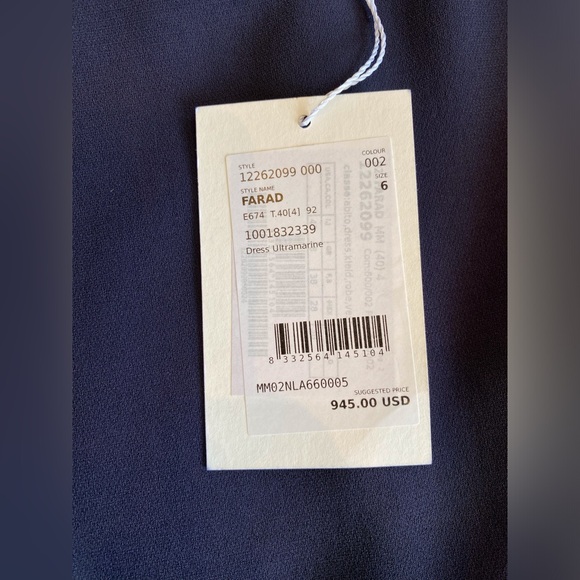 STYLE
12262099 000
COLOUR
002
STYLE NAME
FARAD
SIZE
6
E674 T.40[4] 92
1001832339
Dress Ultramarine
8 332564 145104
MM02NLA660005
SUGGESTED PRICE
945.00 USD